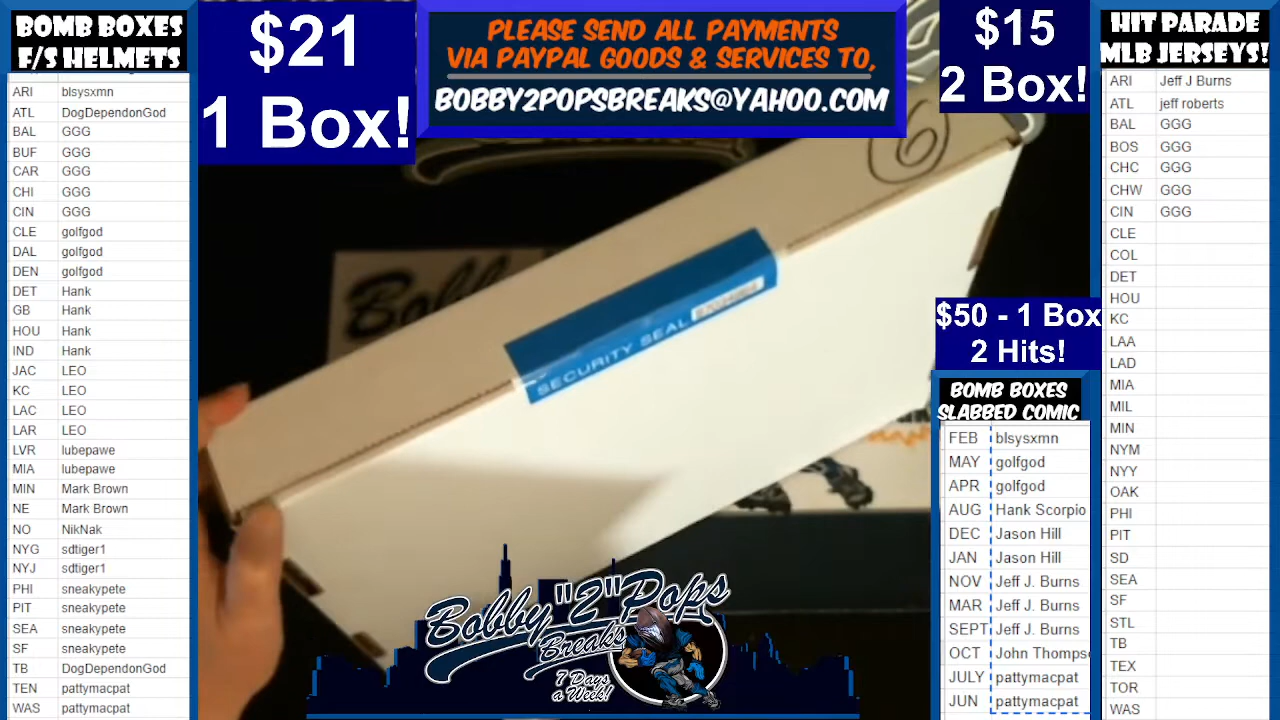 BOMB BOXES
F/S HELMETS
ARI blsysxmn
ATL DogDependonGod
BAL GGG
BUF GGG
CAR GGG
CHI GGG
CIN GGG
CLE golfgod
DAL golfgod
DEN golfgod
DET Hank
GB Hank
HOU Hank
IND Hank
JAC LEO
KC LEO
LAC LEO
LAR LEO
LVR lubepawe
MIA lubepawe
MIN Mark Brown
NE Mark Brown
NO NikNak
NYG sdtiger1
NYJ sdtiger1
PHI sneakypete
PIT sneakypete
SEA sneakypete
SF sneakypete
TB DogDependonGod
TEN pattymacpat
WAS pattymacpat
$21
1 Box!
PLEASE SEND ALL PAYMENTS
VIA PAYPAL GOODS & SERVICES TO,
BOBBY2POPSBREAKS@YAHOO.COM
6
Bobby
SECURITY SEAL
Bobby "2" Pops
Breaks
7 Days
a Week!
$15
2 Box!
$50 - 1 Box
2 Hits!
BOMB BOXES
SLABBED COMIC
FEB blsysxmn
MAY golfgod
APR golfgod
AUG Hank Scorpio
DEC Jason Hill
JAN Jason Hill
NOV Jeff J. Burns
MAR Jeff J. Burns
SEPT Jeff J. Burns
OCT John Thomps
JULY pattymacpat
JUN pattymacpat
HIT PARADE
MLB JERSEYS!
ARI Jeff J Burns
ATL jeff roberts
BAL GGG
BOS GGG
CHC GGG
CHW GGG
CIN GGG
CLE
COL
DET
HOU
KC
LAA
LAD
MIA
MIL
MIN
NYM
NYY
OAK
PHI
PIT
SD
SEA
SF
STL
TB
TEX
TOR
WAS